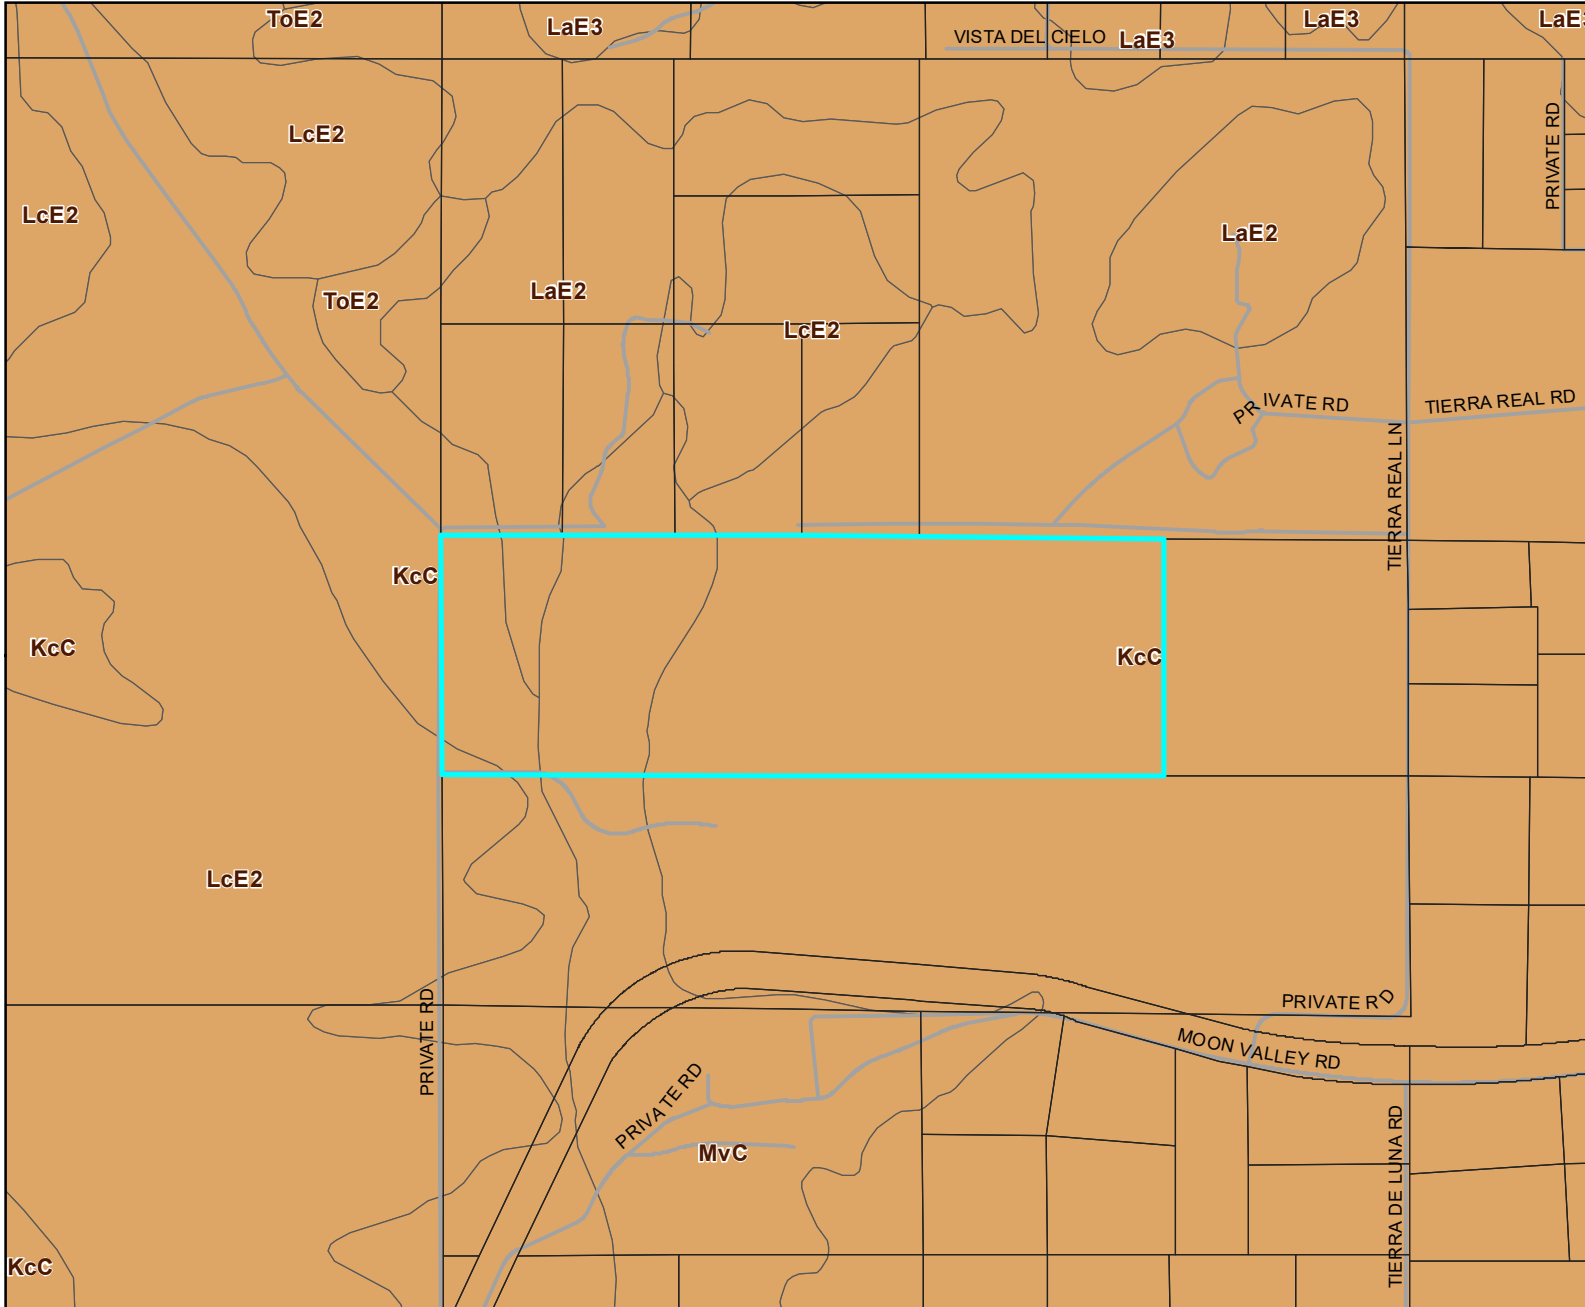 ToE2
LaE3
LaE3
LaE3
VISTA DEL CIELO
LaE3
LcE2
PRIVATE RD
LcE2
LaE2
LaE2
ToE2
LcE2
PRIVATE RD
TIERRA REAL RD
TIERRA REAL LN
KcC
KcC
KcC
LcE2
PRIVATE RD
PRIVATE RD
MOON VALLEY RD
PRIVATE RD
MvC
TIERRA DE LUNA RD
KcC